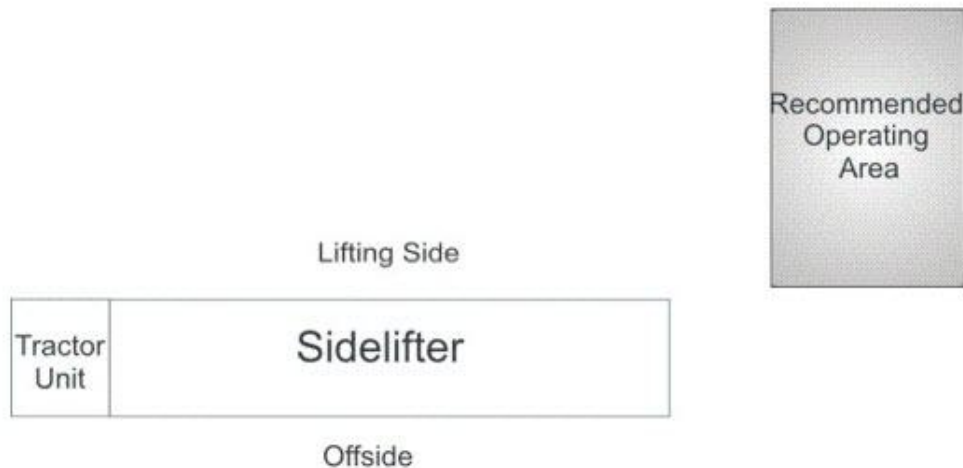 Recommended
Operating
Area
Lifting Side
Tractor
Unit
Sidelifter
Offside